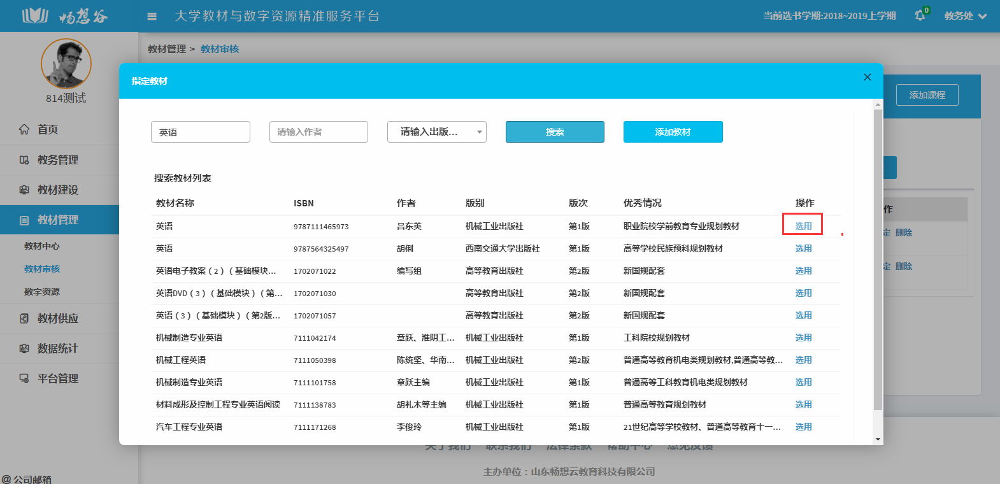 畅想谷
大学教材与数字资源精准服务平台
当前选书学期:2018~2019上学期
0
教务处
814测试
首页
教务管理
教材建设
教材管理
教材中心
教材审核
数字资源
教材供应
数据统计
平台管理
@ 公司邮箱
教材管理 > 教材审核
添加课程
指定教材
英语 请输入作者 请输入出版... 搜索 添加教材
搜索教材列表
教材名称 ISBN 作者 版别 版次 优秀情况 操作
英语 9787111465973 吕东英 机械工业出版社 第1版 职业院校学前教育专业规划教材 选用
英语 9787564325497 胡俐 西南交通大学出版社 第1版 高等学校民族预科规划教材 选用
英语电子教案（2）（基础模块... 1702071022 编写组 高等教育出版社 第2版 新国规配套 选用
英语DVD（3）（基础模块）（第... 1702071030 高等教育出版社 第2版 新国规配套 选用
英语（3）（基础模块）（第2版... 1702071057 高等教育出版社 第2版 新国规配套 选用
机械制造专业英语 7111042174 章跃、淮阴工... 机械工业出版社 第1版 工科院校规划教材 选用
机械工程英语 7111050398 陈统坚、华南... 机械工业出版社 第2版 普通高等教育机电类规划教材,普通高等教... 选用
机械制造专业英语 7111101758 章跃主编 机械工业出版社 第1版 普通高等工科教育机电类规划教材 选用
材料成形及控制工程专业英语阅读 7111138783 胡礼木等主编 机械工业出版社 第1版 普通高等教育规划教材 选用
汽车工程专业英语 7111171268 李俊玲 机械工业出版社 第1版 21世纪高等学校教材、普通高等教育十一... 选用
作
定 删除
定 删除
关于我们 联系我们 法律条款 帮助中心 意见反馈
主办单位：山东畅想云教育科技有限公司